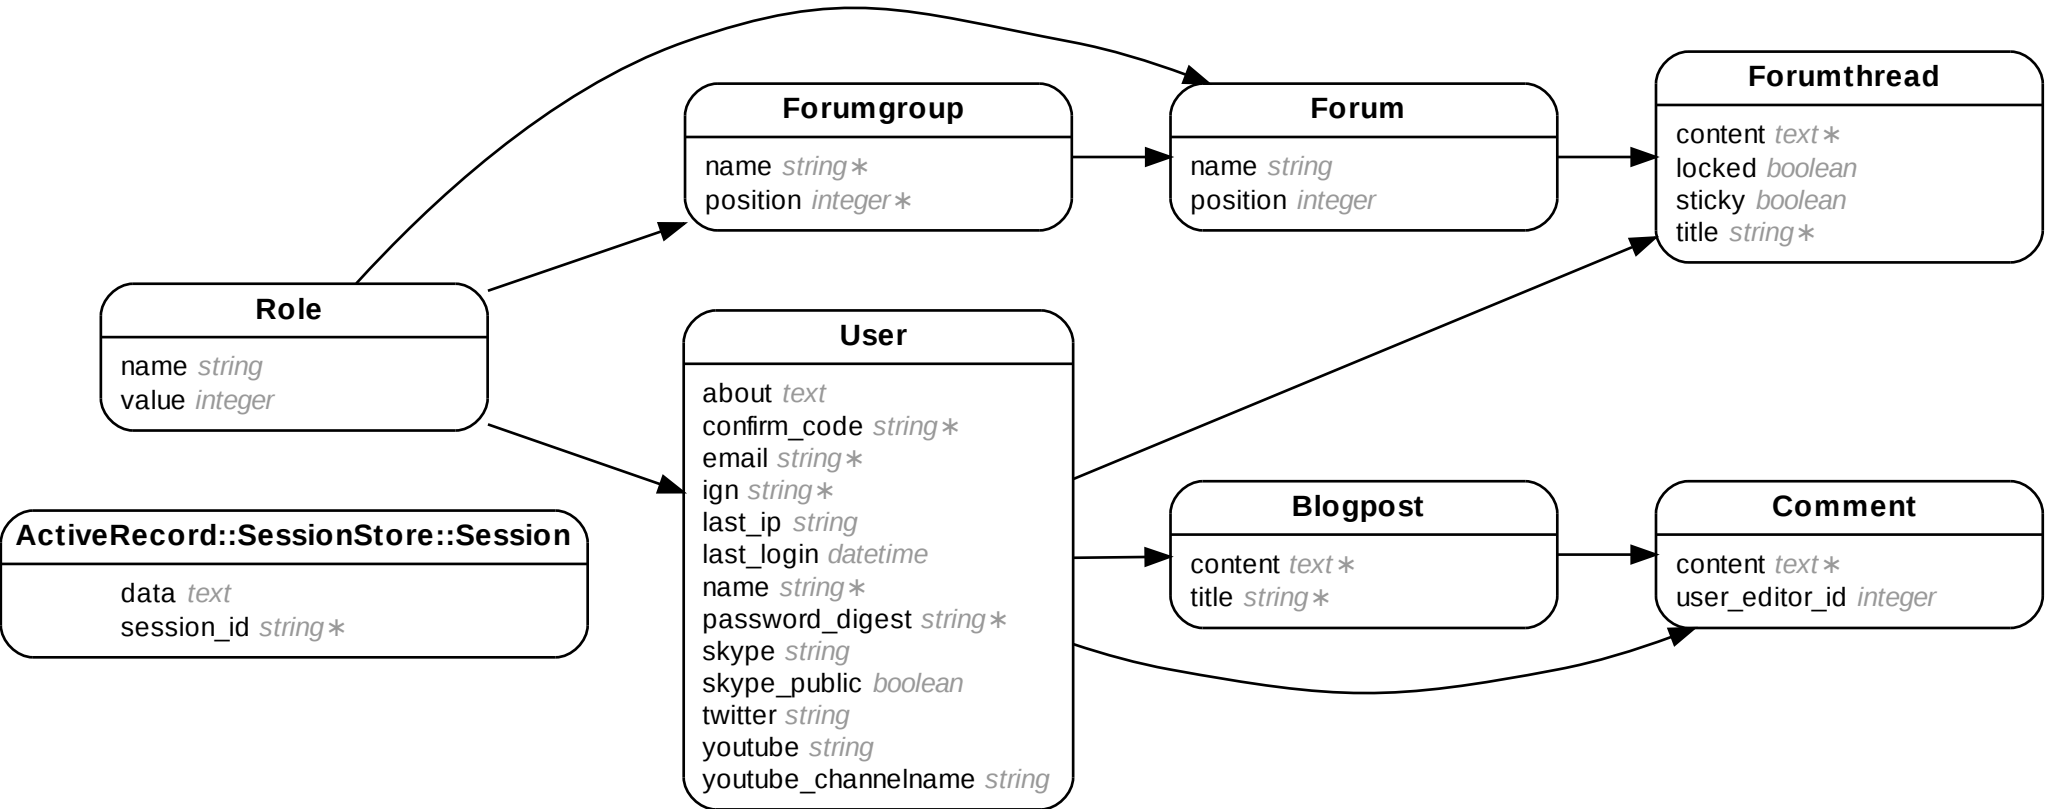 Forumgroup
name string*
position integer*
Forum
name string
position integer
Forumthread
content text*
locked boolean
sticky boolean
title string*
Role
name string
value integer
User
about text
confirm_code string*
email string*
ign string*
last_ip string
last_login datetime
name string*
password_digest string*
skype string
skype_public boolean
twitter string
youtube string
youtube_channelname string
ActiveRecord::SessionStore::Session
data text
session_id string*
Blogpost
content text*
title string*
Comment
content text*
user_editor_id integer